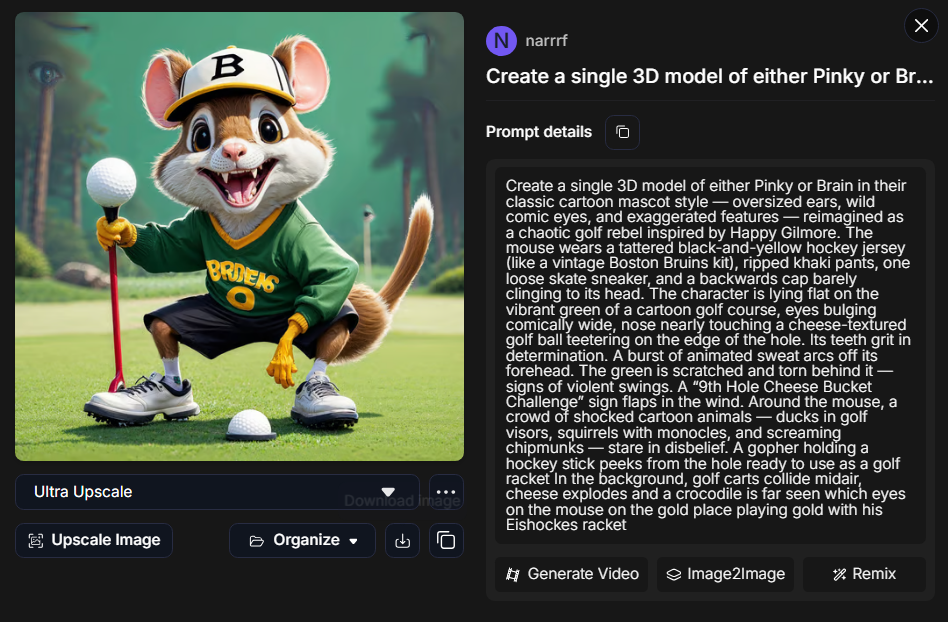 N narrrf
Create a single 3D model of either Pinky or Br...
Prompt details
Create a single 3D model of either Pinky or Brain in their
classic cartoon mascot style — oversized ears, wild
comic eyes, and exaggerated features — reimagined as
a chaotic golf rebel inspired by Happy Gilmore. The
mouse wears a tattered black-and-yellow hockey jersey
(like a vintage Boston Bruins kit), ripped khaki pants, one
loose skate sneaker, and a backwards cap barely
clinging to its head. The character is lying flat on the
vibrant green of a cartoon golf course, eyes bulging
comically wide, nose nearly touching a cheese-textured
golf ball teetering on the edge of the hole. Its teeth grit in
determination. A burst of animated sweat arcs off its
forehead. The green is scratched and torn behind it —
signs of violent swings. A “9th Hole Cheese Bucket
Challenge” sign flaps in the wind. Around the mouse, a
crowd of shocked cartoon animals — ducks in golf
visors, squirrels with monocles, and screaming
chipmunks — stare in disbelief. A gopher holding a
hockey stick peeks from the hole ready to use as a golf
racket In the background, golf carts collide midair,
cheese explodes and a crocodile is far seen which eyes
on the mouse on the gold place playing gold with his
Eishockes racket
Generate Video
Image2Image
Remix
B
BRDENS
0
Ultra Upscale
Download Image
Upscale Image
Organize